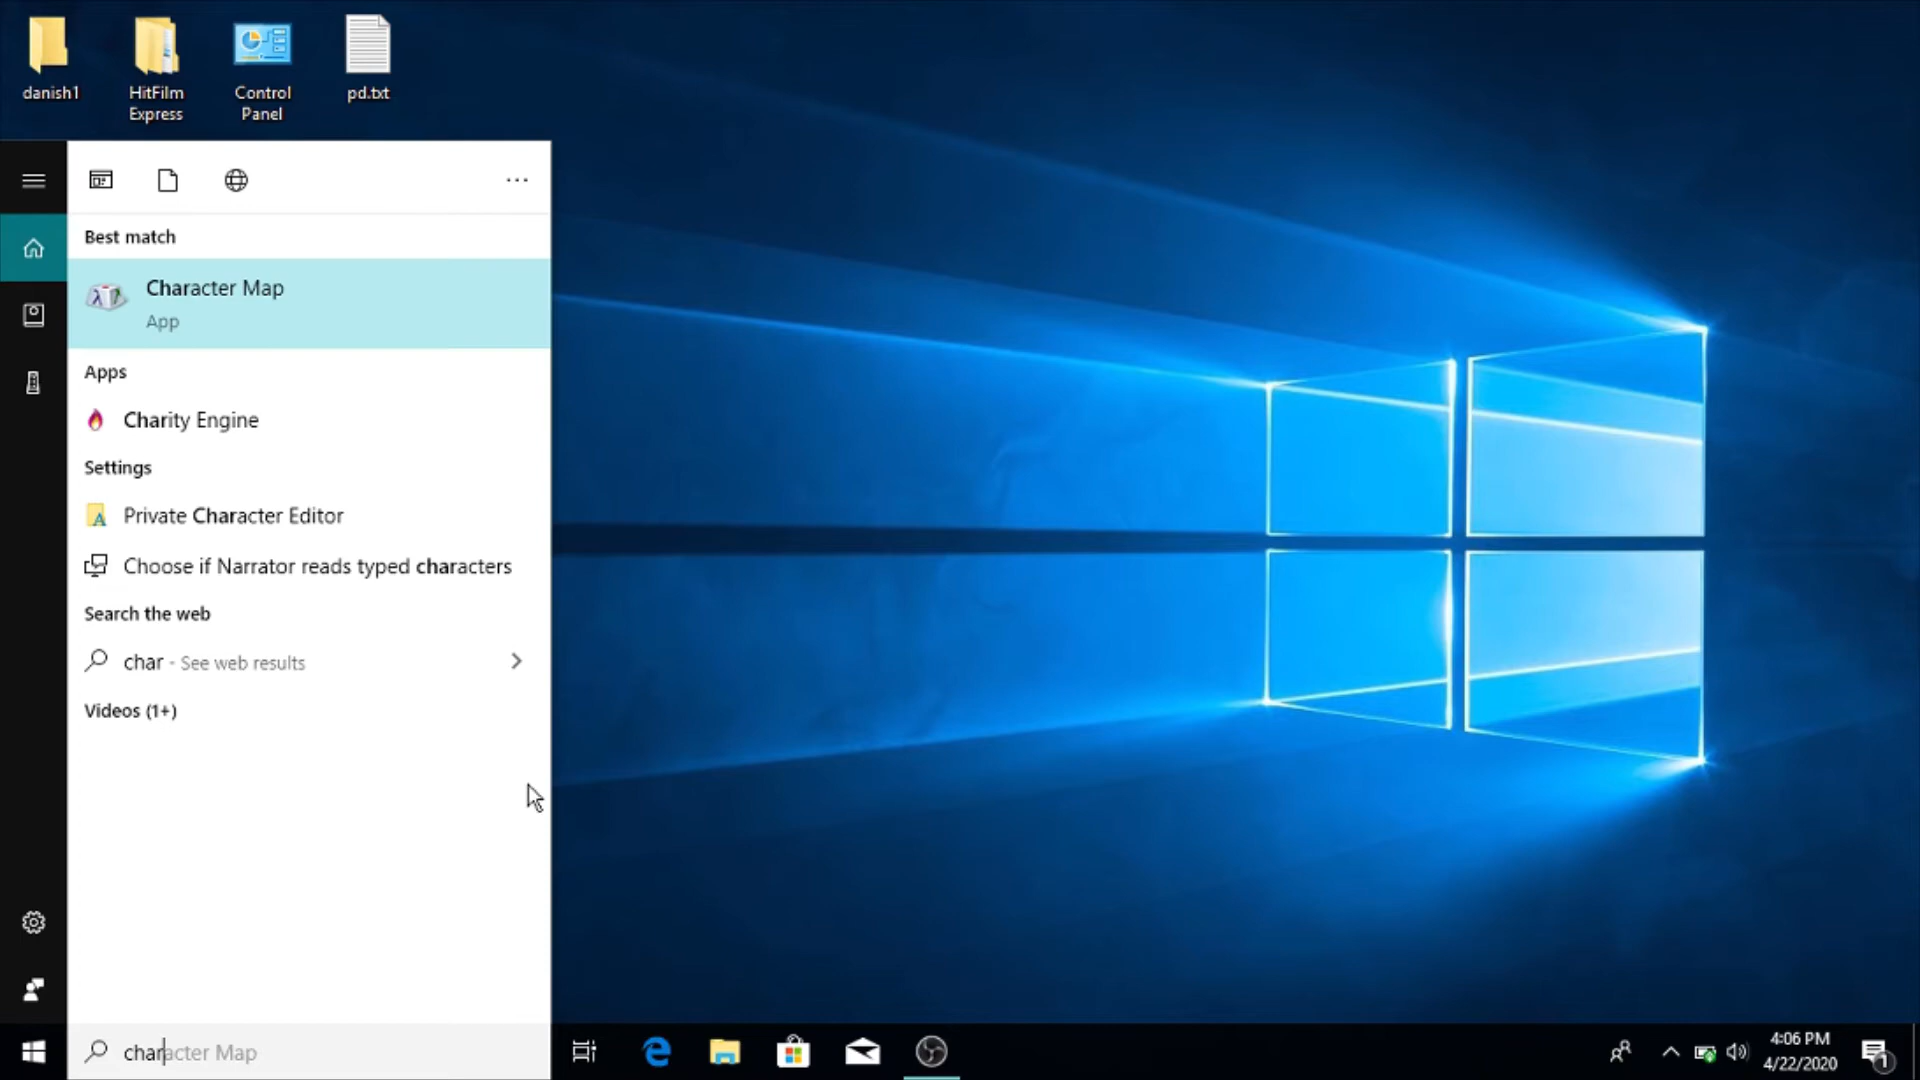 danish1
HitFilm
Express
Control
Panel
pd.txt
Best match
Character Map
App
Apps
Charity Engine
Settings
Private Character Editor
Choose if Narrator reads typed characters
Search the web
char - See web results
Videos (1+)
character Map
4:06 PM
4/22/2020
1